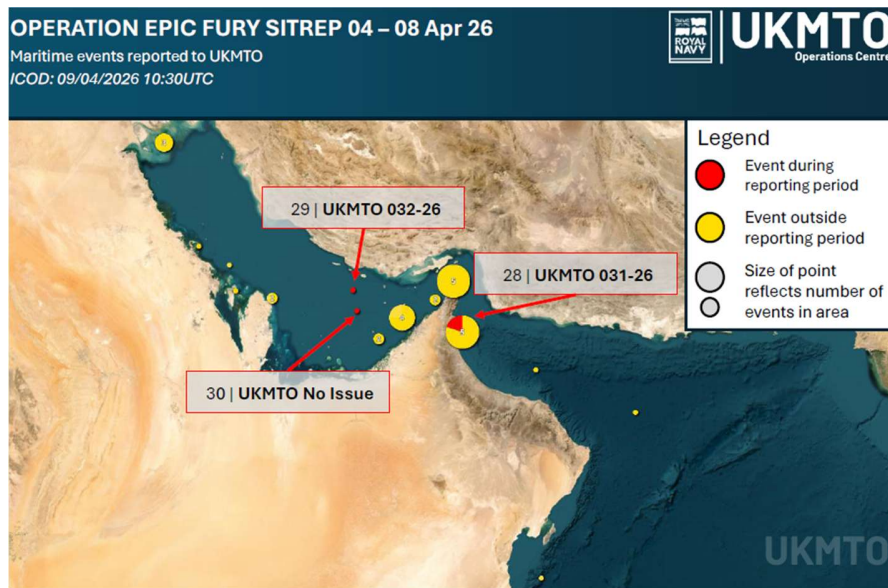 OPERATION EPIC FURY SITREP 04 – 08 Apr 26
Maritime events reported to UKMTO
ICOD: 09/04/2026 10:30UTC
ROYAL
NAVY
UKMTO
Operations Centre
Legend
Event during
reporting period
Event outside
reporting period
Size of point
reflects number of
events in area
29 | UKMTO 032-26
28 | UKMTO 031-26
30 | UKMTO No Issue
UKMTO